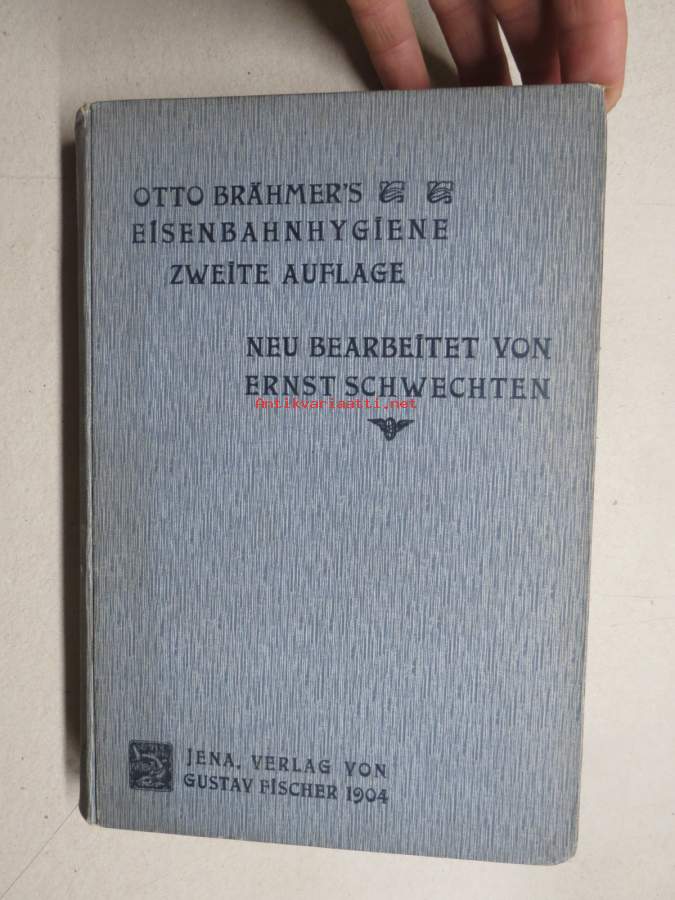 OTTO BRÄHMER'S
EISENBAHNHYGIENE
ZWEITE AUFLAGE
NEU BEARBEITET VON
ERNST SCHWECHTEN
Antikvariaatti.net
JENA. VERLAG VON
GUSTAV FISCHER 1904